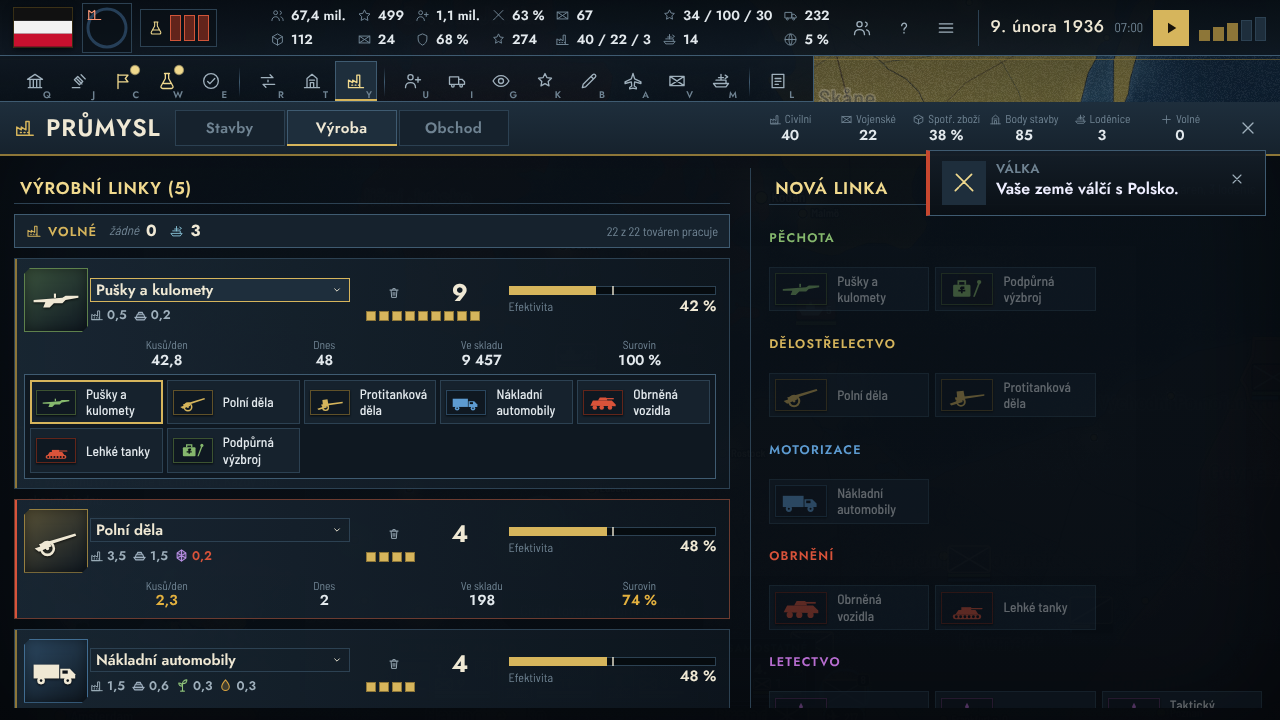 67,4 mil. 499 1,1 mil. 63 % 67 34 / 100 / 30 232
112 24 68 % 274 40 / 22 / 3 14 5 %
? 9. února 1936 07:00
Q J C W E R T Y U I G K B A V M L
Skåne
PRŮMYSL Stavby Výroba Obchod
Civilní Vojenské Spotř. zboží Body stavby Loděnice Volné
40 22 38 % 85 3 0
VÁLKA
Vaše země válčí s Polsko.
VÝROBNÍ LINKY (5)
VOLNÉ žádné 0 3 22 z 22 továren pracuje
Pušky a kulomety 9
Efektivita 42 %
0,5 0,2
Kusů/den Dnes Ve skladu Surovin
42,8 48 9 457 100 %
Pušky a kulomety
Polní děla
Protitanková děla
Nákladní automobily
Obrněná vozidla
Lehké tanky
Podpůrná výzbroj
Polní děla 4
Efektivita 48 %
3,5 1,5 0,2
Kusů/den Dnes Ve skladu Surovin
2,3 2 198 74 %
Nákladní automobily 4
Efektivita 48 %
1,5 0,6 0,3 0,3
NOVÁ LINKA
PĚCHOTA
Pušky a kulomety
Podpůrná výzbroj
DĚLOSTŘELECTVO
Polní děla
Protitanková děla
MOTORIZACE
Nákladní automobily
OBRNĚNÍ
Obrněná vozidla
Lehké tanky
LETECTVO
Taktický